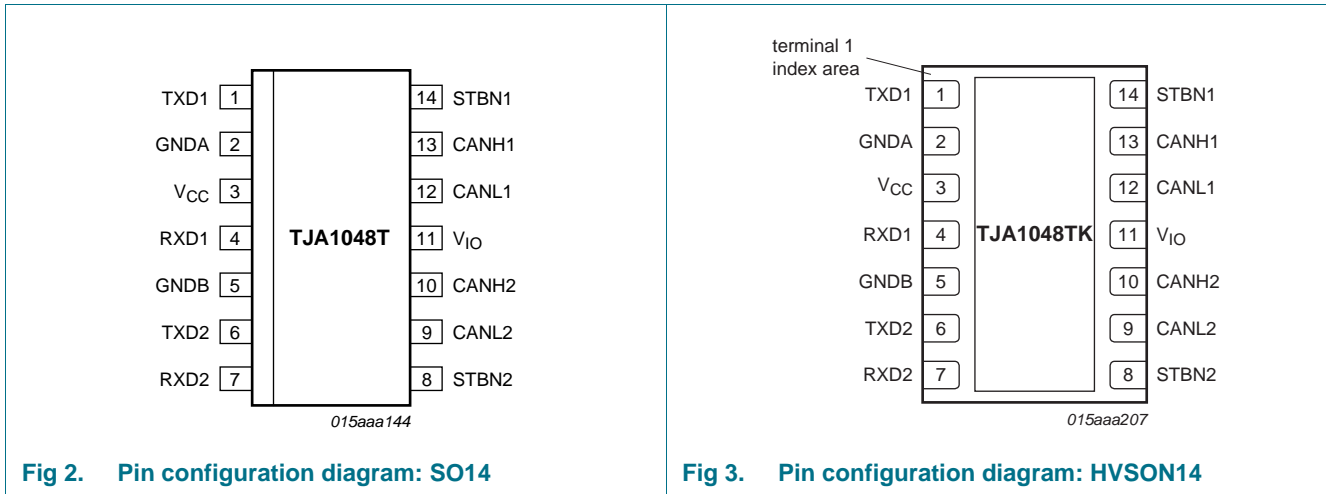 TXD1 1
GNDA 2
VCC 3
RXD1 4
GNDB 5
TXD2 6
RXD2 7
TJA1048T
14 STBN1
13 CANH1
12 CANL1
11 VIO
10 CANH2
9 CANL2
8 STBN2
015aaa144
Fig 2. Pin configuration diagram: SO14
terminal 1
index area
TXD1 1
GNDA 2
VCC 3
RXD1 4
GNDB 5
TXD2 6
RXD2 7
TJA1048TK
14 STBN1
13 CANH1
12 CANL1
11 VIO
10 CANH2
9 CANL2
8 STBN2
015aaa207
Fig 3. Pin configuration diagram: HVSON14